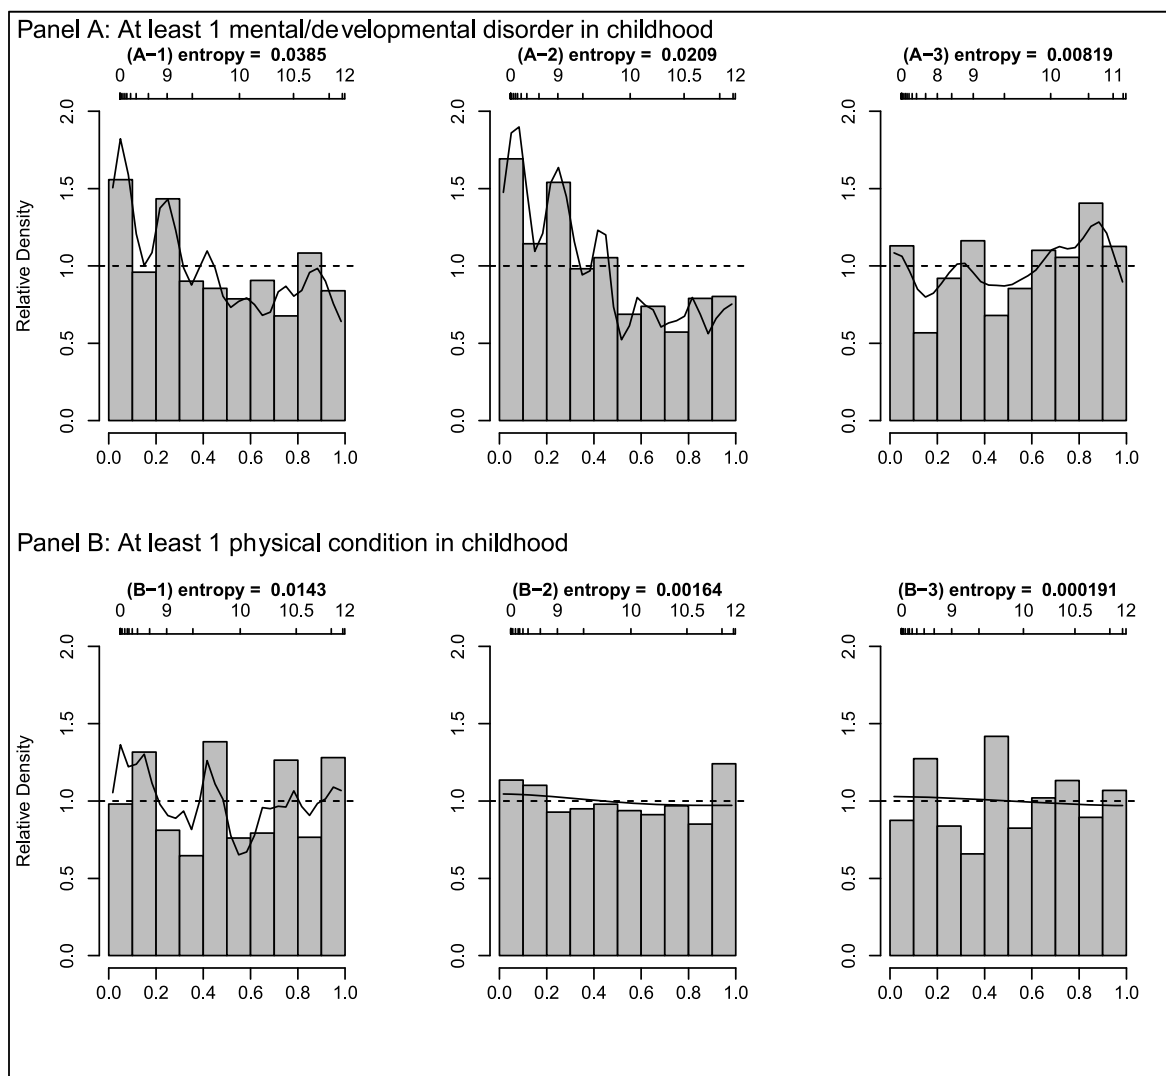 Panel A: At least 1 mental/developmental disorder in childhood
(A−1) entropy = 0.0385
(A−2) entropy = 0.0209
(A−3) entropy = 0.00819
0 9 10 10.5 12
0 9 10 10.5 12
0 8 9 10 11
Relative Density
0.0 0.5 1.0 1.5 2.0
0.0 0.5 1.0 1.5 2.0
0.0 0.5 1.0 1.5 2.0
0.0 0.2 0.4 0.6 0.8 1.0
0.0 0.2 0.4 0.6 0.8 1.0
0.0 0.2 0.4 0.6 0.8 1.0
Panel B: At least 1 physical condition in childhood
(B−1) entropy = 0.0143
(B−2) entropy = 0.00164
(B−3) entropy = 0.000191
0 9 10 10.5 12
0 9 10 10.5 12
0 9 10 10.5 12
Relative Density
0.0 0.5 1.0 1.5 2.0
0.0 0.5 1.0 1.5 2.0
0.0 0.5 1.0 1.5 2.0
0.0 0.2 0.4 0.6 0.8 1.0
0.0 0.2 0.4 0.6 0.8 1.0
0.0 0.2 0.4 0.6 0.8 1.0